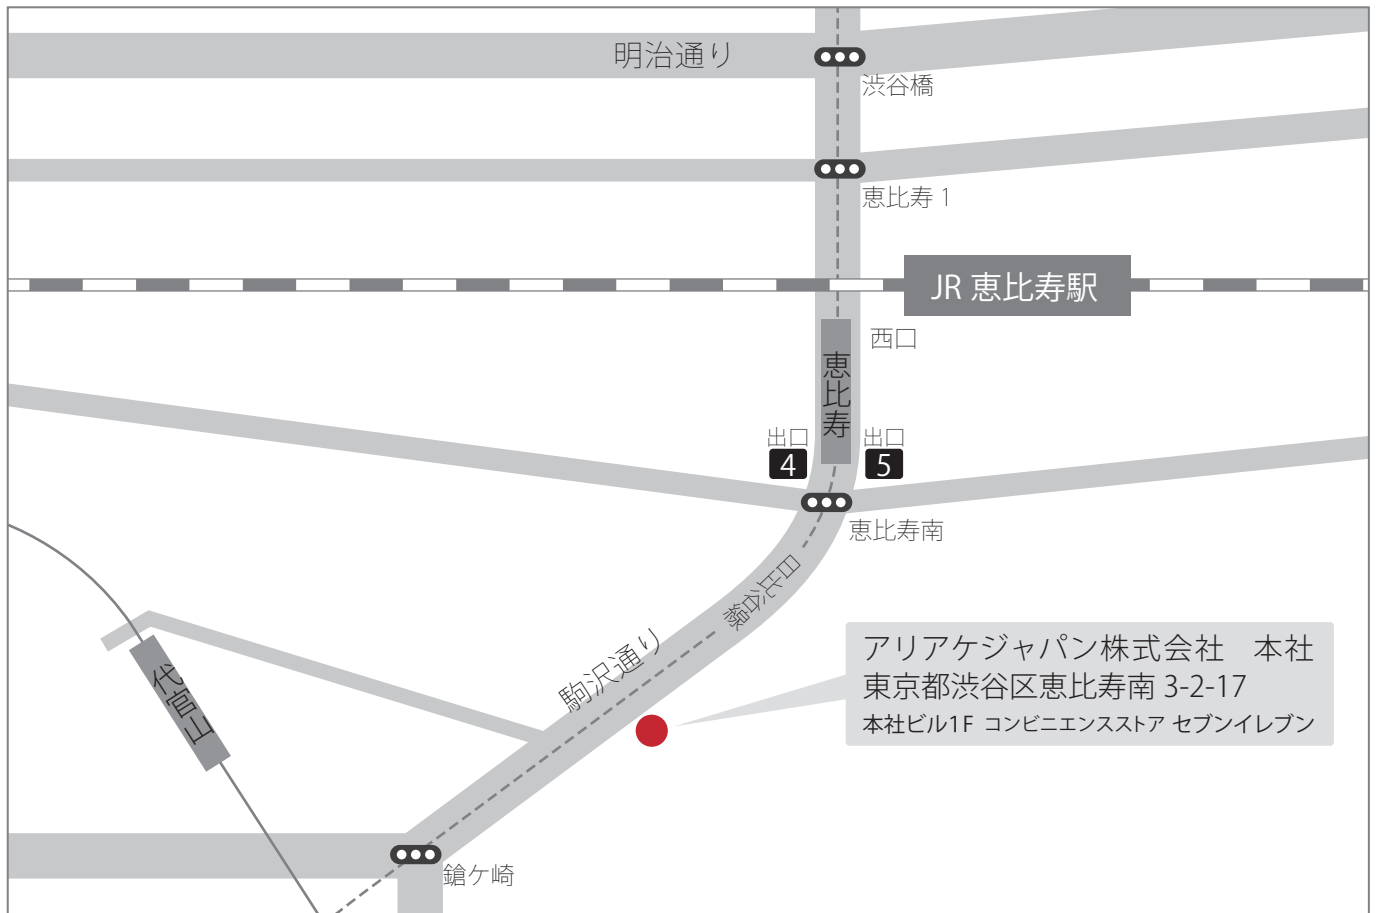 明治通り
渋谷橋
恵比寿 1
JR 恵比寿駅
西口
恵比寿
出口
4
出口
5
恵比寿南
日比谷線
駒沢通り
アリアケジャパン株式会社　本社
東京都渋谷区恵比寿南 3-2-17
本社ビル1F コンビニエンスストア セブンイレブン
代官山
鎗ケ崎